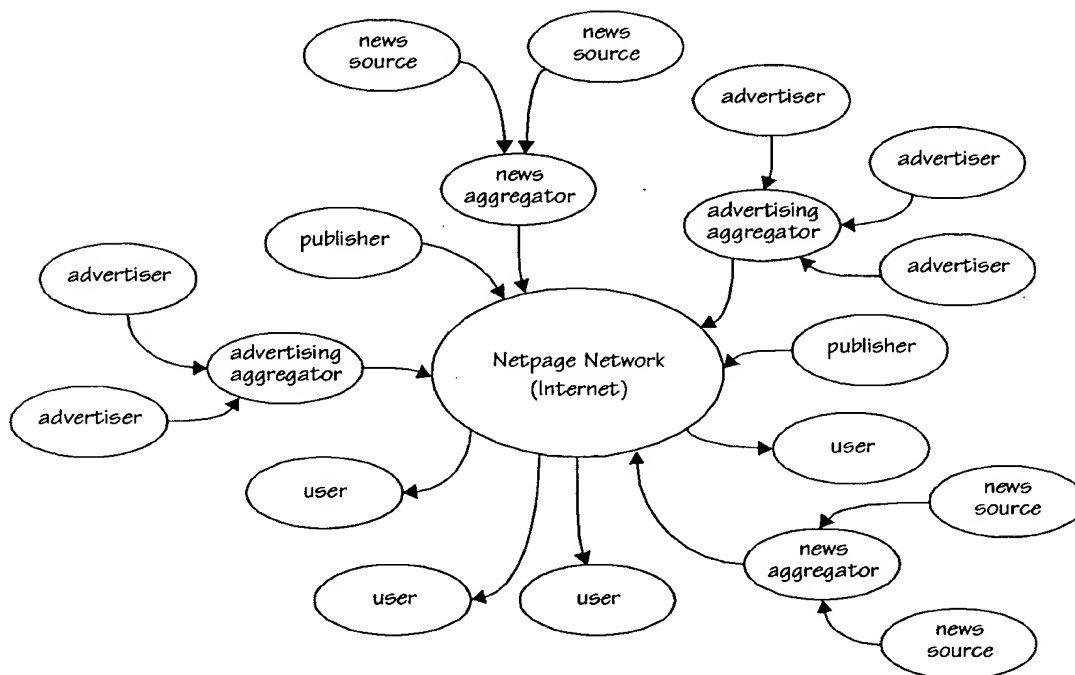 news
source
news
source
advertiser
advertiser
news
aggregator
advertising
aggregator
publisher
advertiser
advertiser
publisher
advertising
aggregator
Netpage Network
(Internet)
advertiser
user
user
news
source
news
aggregator
user
user
news
source